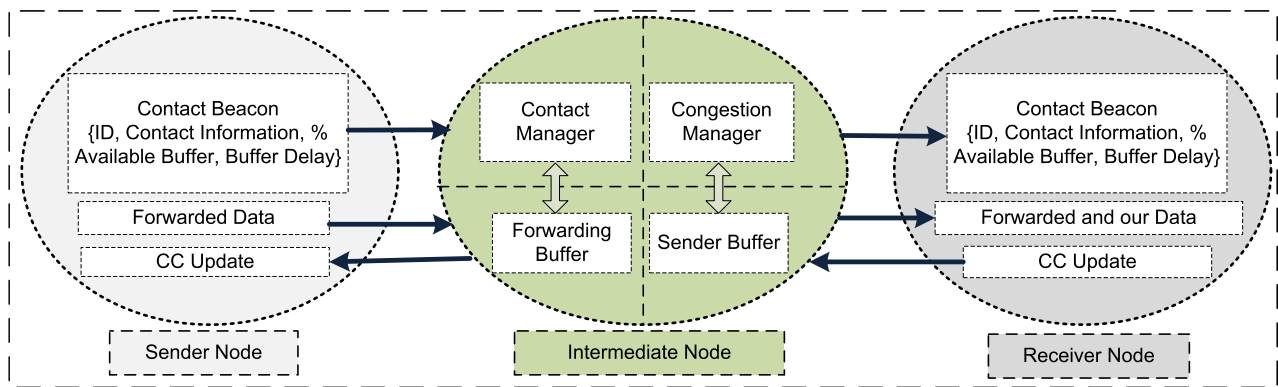 Contact Beacon
{ID, Contact Information, %
Available Buffer, Buffer Delay}
Forwarded Data
CC Update
Sender Node
Contact
Manager
Congestion
Manager
Forwarding
Buffer
Sender Buffer
Intermediate Node
Contact Beacon
{ID, Contact Information, %
Available Buffer, Buffer Delay}
Forwarded and our Data
CC Update
Receiver Node